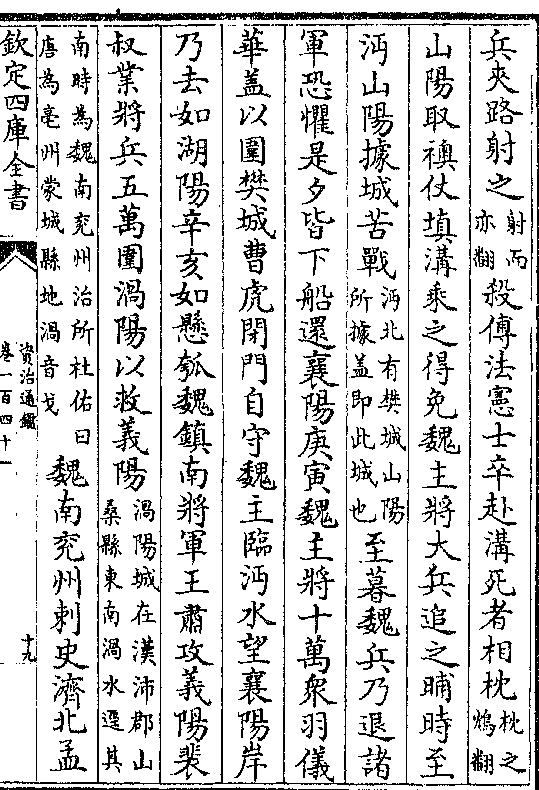 兵夾路射之射而亦翻殺傅法憲士卒赴溝死者相枕枕之鴆翻
山陽取襖仗填溝乘之得免魏主將大兵追之晡時至
沔山陽據城苦戰沔北有樊城山陽所據蓋即此城也至暮魏兵乃退諸
軍恐懼是夕皆下船還襄陽庚寅魏主將十萬衆羽儀
華蓋以圍樊城曹虎閉門自守魏主臨沔水望襄陽岸
乃去如湖陽辛亥如懸瓠魏鎮南將軍王肅攻義陽裴
叔業將兵五萬圍渦陽以救義陽渦陽城在漢沛郡山桑縣東南渦水逕其
南時為魏南兖州治所杜佑曰唐為亳州蒙城縣地渦音戈魏南兖州刺史濟北孟
欽定四庫全書
資治通鑑
卷一百四十一
十九